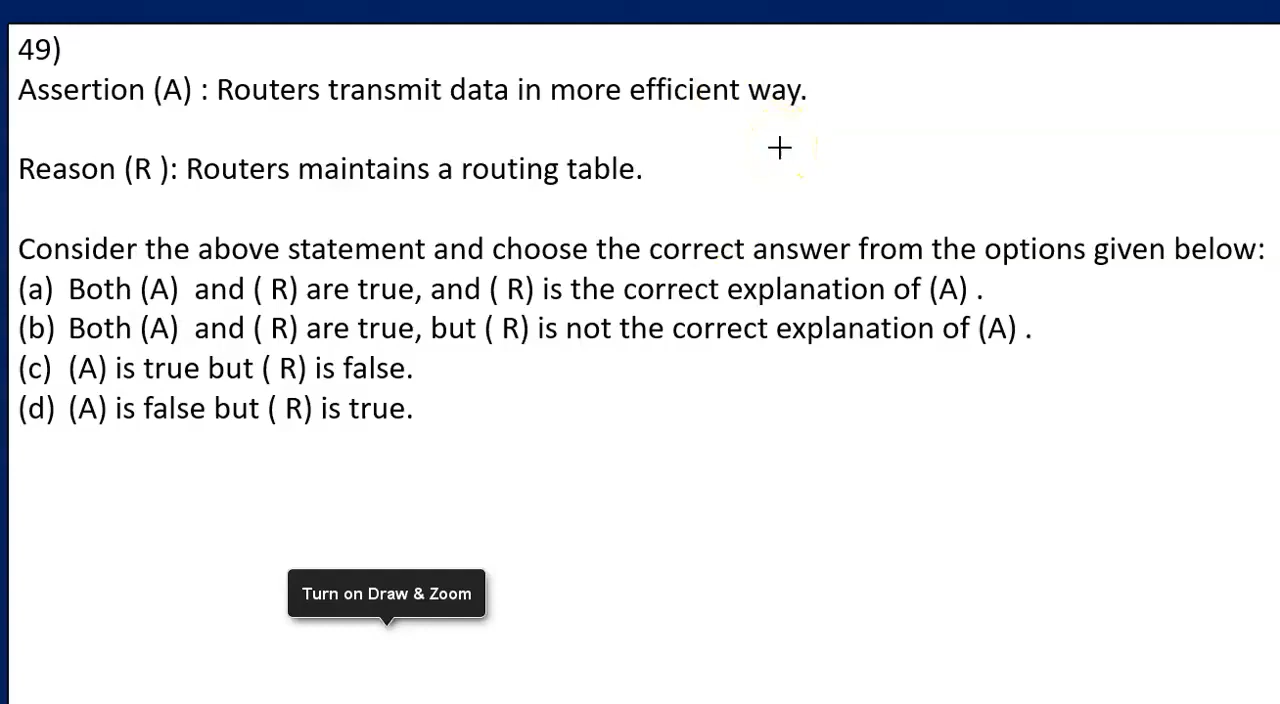 49)
Assertion (A) : Routers transmit data in more efficient way.
Reason (R ): Routers maintains a routing table.
Consider the above statement and choose the correct answer from the options given below:
(a) Both (A) and ( R) are true, and ( R) is the correct explanation of (A) .
(b) Both (A) and ( R) are true, but ( R) is not the correct explanation of (A) .
(c) (A) is true but ( R) is false.
(d) (A) is false but ( R) is true.
Turn on Draw & Zoom